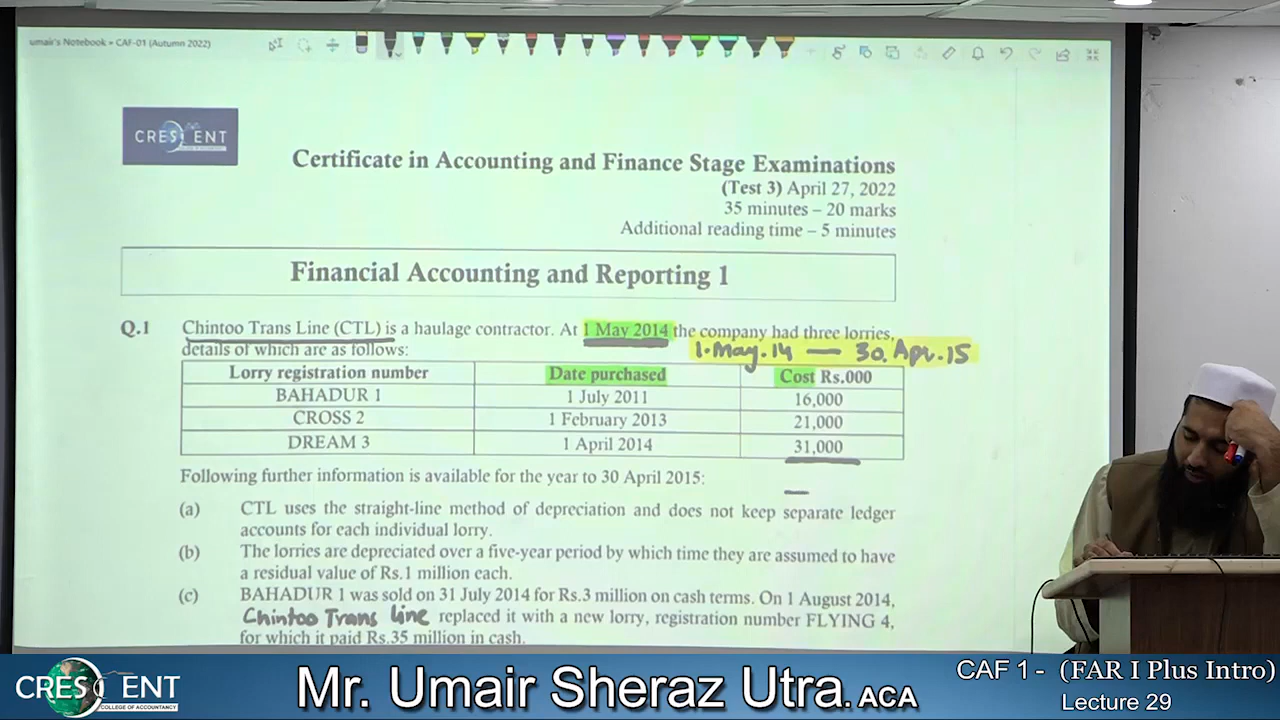 umair's Notebook » CAF-01 (Autumn 2022)
CRESCENT
Certificate in Accounting and Finance Stage Examinations
(Test 3) April 27, 2022
35 minutes – 20 marks
Additional reading time – 5 minutes
Financial Accounting and Reporting 1
Q.1 Chintoo Trans Line (CTL) is a haulage contractor. At 1 May 2014 the company had three lorries,
details of which are as follows:
1.May.14 — 30.Apr.15
Lorry registration number Date purchased Cost Rs.000
BAHADUR 1 1 July 2011 16,000
CROSS 2 1 February 2013 21,000
DREAM 3 1 April 2014 31,000
Following further information is available for the year to 30 April 2015:
(a) CTL uses the straight-line method of depreciation and does not keep separate ledger
accounts for each individual lorry.
(b) The lorries are depreciated over a five-year period by which time they are assumed to have
a residual value of Rs.1 million each.
(c) BAHADUR 1 was sold on 31 July 2014 for Rs.3 million on cash terms. On 1 August 2014,
Chintoo Trans Line replaced it with a new lorry, registration number FLYING 4,
for which it paid Rs.35 million in cash.
CRESCENT
COLLEGE OF ACCOUNTANCY
Mr. Umair Sheraz Utra. ACA
CAF 1 - (FAR I Plus Intro)
Lecture 29